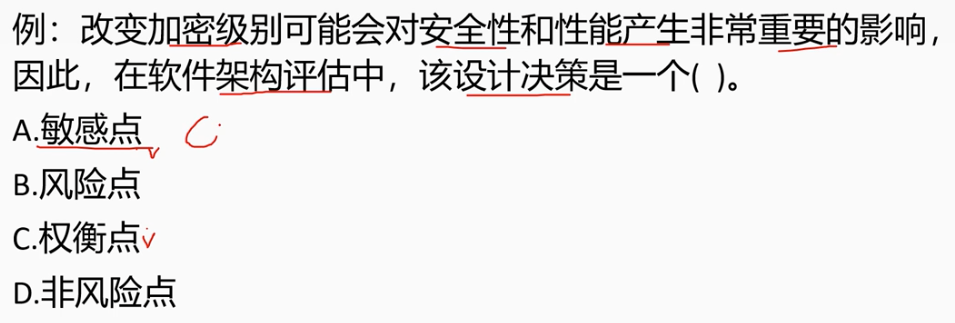 例：改变加密级别可能会对安全性和性能产生非常重要的影响，
因此，在软件架构评估中，该设计决策是一个( )。
A.敏感点 C
B.风险点
C.权衡点
D.非风险点